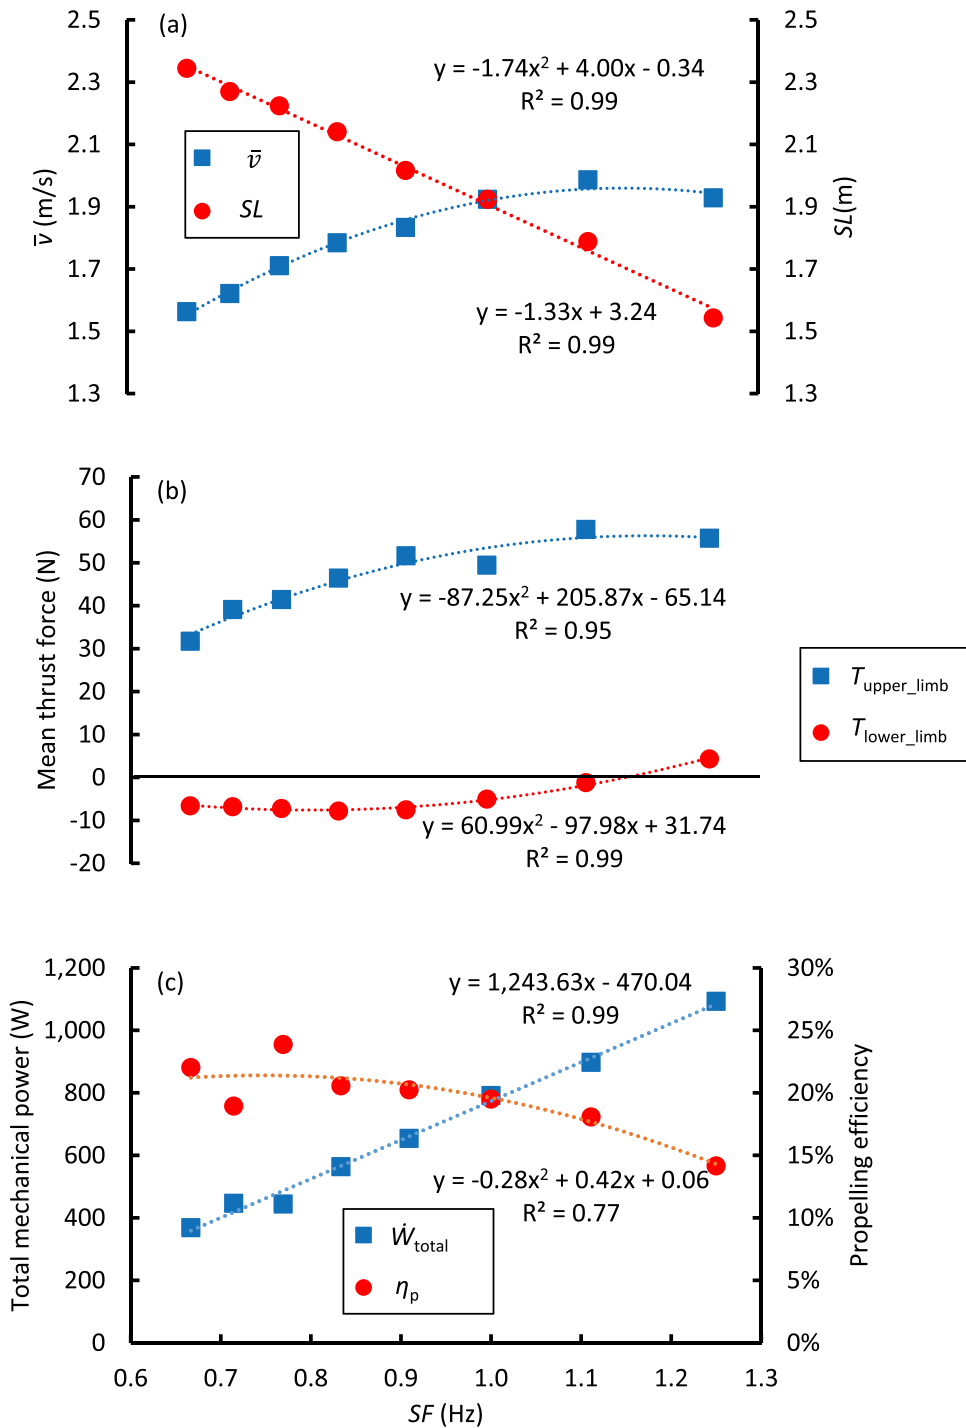 (a)
2.5
2.3
2.1
1.9
1.7
1.5
1.3
v̄ (m/s)
y = -1.74x² + 4.00x - 0.34
R² = 0.99
v̄
SL
y = -1.33x + 3.24
R² = 0.99
2.5
2.3
2.1
1.9
1.7
1.5
1.3
SL(m)
(b)
70
60
50
40
30
20
10
0
-10
-20
Mean thrust force (N)
y = -87.25x² + 205.87x - 65.14
R² = 0.95
y = 60.99x² - 97.98x + 31.74
R² = 0.99
T upper_limb
T lower_limb
(c)
1,200
1,000
800
600
400
200
0
Total mechanical power (W)
y = 1,243.63x - 470.04
R² = 0.99
y = -0.28x² + 0.42x + 0.06
R² = 0.77
Ẇ total
η p
30%
25%
20%
15%
10%
5%
0%
Propelling efficiency
0.6 0.7 0.8 0.9 1.0 1.1 1.2 1.3
SF (Hz)